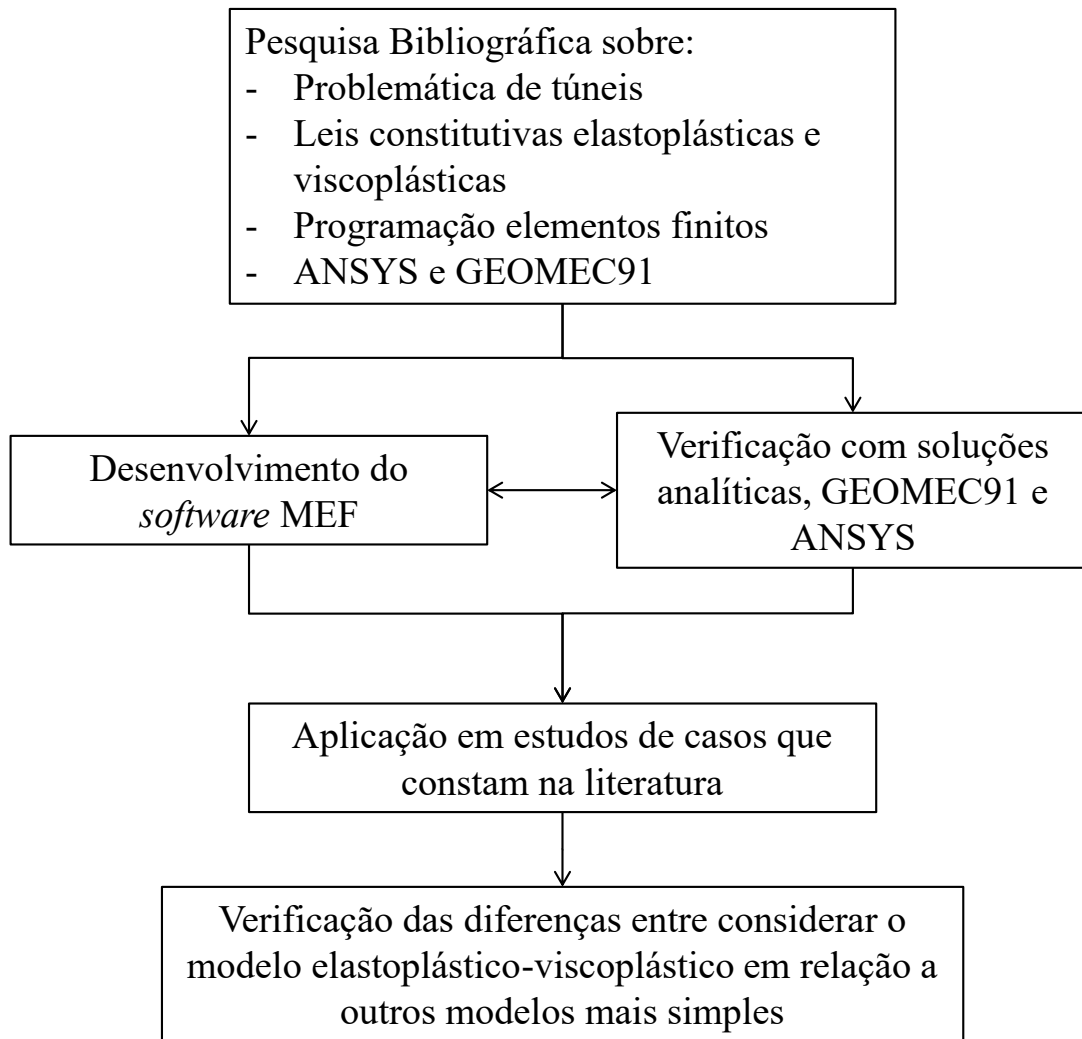 Pesquisa Bibliográfica sobre:
- Problemática de túneis
- Leis constitutivas elastoplásticas e
viscoplásticas
- Programação elementos finitos
- ANSYS e GEOMEC91
Desenvolvimento do
software MEF
Verificação com soluções
analíticas, GEOMEC91 e
ANSYS
Aplicação em estudos de casos que
constam na literatura
Verificação das diferenças entre considerar o
modelo elastoplástico-viscoplástico em relação a
outros modelos mais simples